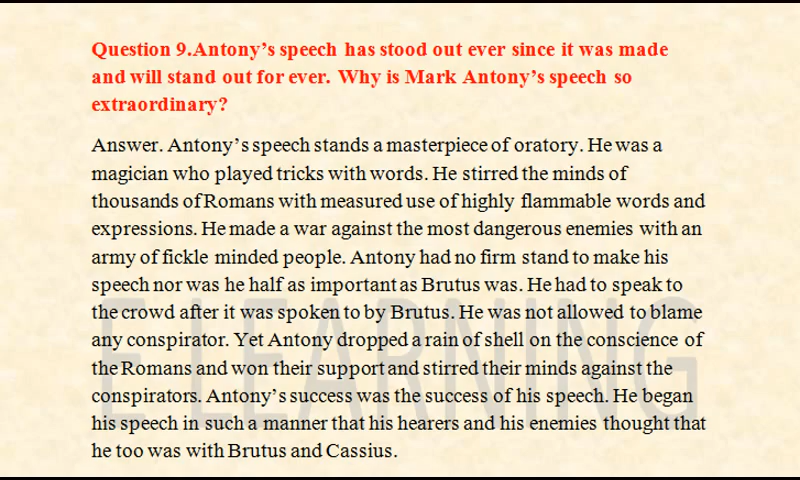 Question 9.Antony's speech has stood out ever since it was made
and will stand out for ever. Why is Mark Antony's speech so
extraordinary?
Answer. Antony's speech stands a masterpiece of oratory. He was a
magician who played tricks with words. He stirred the minds of
thousands of Romans with measured use of highly flammable words and
expressions. He made a war against the most dangerous enemies with an
army of fickle minded people. Antony had no firm stand to make his
speech nor was he half as important as Brutus was. He had to speak to
the crowd after it was spoken to by Brutus. He was not allowed to blame
any conspirator. Yet Antony dropped a rain of shell on the conscience of
the Romans and won their support and stirred their minds against the
conspirators. Antony's success was the success of his speech. He began
his speech in such a manner that his hearers and his enemies thought that
he too was with Brutus and Cassius.
E LEARNING